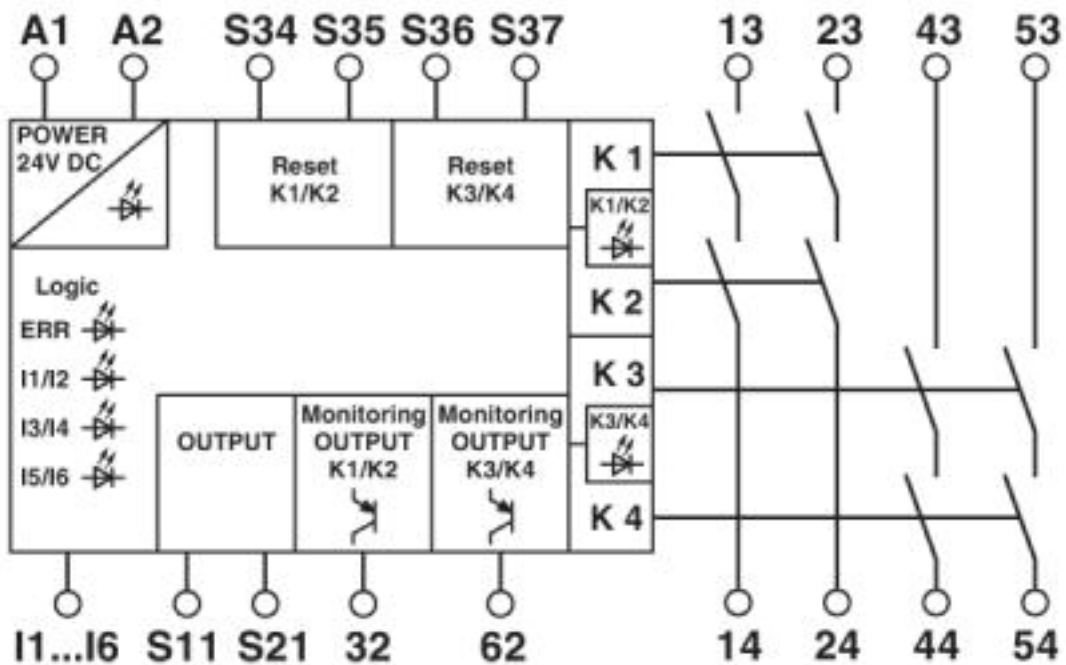 A1 A2 S34 S35 S36 S37 13 23 43 53
POWER
24V DC
Reset
K1/K2
Reset
K3/K4
K 1
K1/K2
K 2
Logic
ERR
I1/I2
I3/I4
I5/I6
OUTPUT
Monitoring
OUTPUT
K1/K2
Monitoring
OUTPUT
K3/K4
K 3
K3/K4
K 4
I1...I6 S11 S21 32 62 14 24 44 54